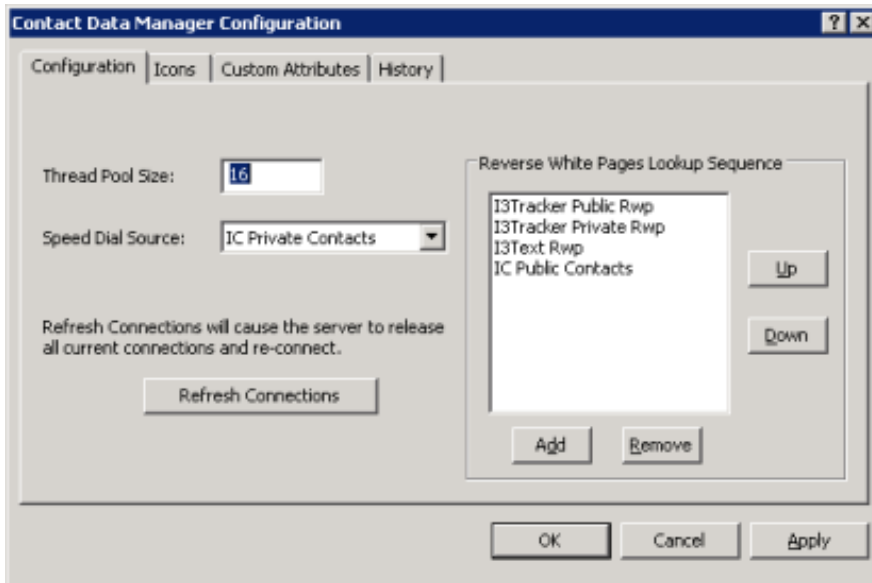 Contact Data Manager Configuration
Configuration Icons Custom Attributes History
Thread Pool Size: 16
Speed Dial Source: IC Private Contacts
Refresh Connections will cause the server to release
all current connections and re-connect.
Refresh Connections
Reverse White Pages Lookup Sequence
I3Tracker Public Rwp
I3Tracker Private Rwp
I3Text Rwp
IC Public Contacts
Up
Down
Add Remove
OK Cancel Apply